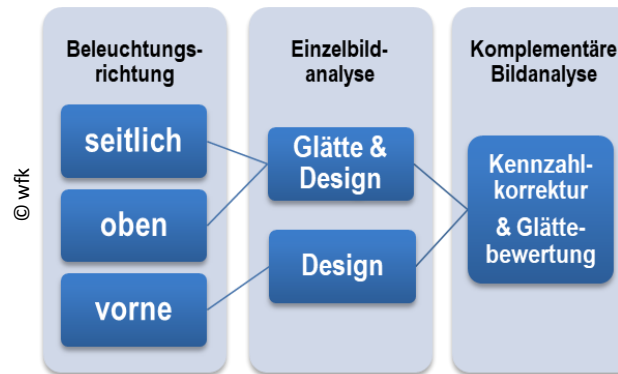 Beleuchtungs-
richtung
seitlich
oben
vorne
Einzelbild-
analyse
Glätte &
Design
Design
Komplementäre
Bildanalyse
Kennzahl-
korrektur
& Glätte-
bewertung
© wfk